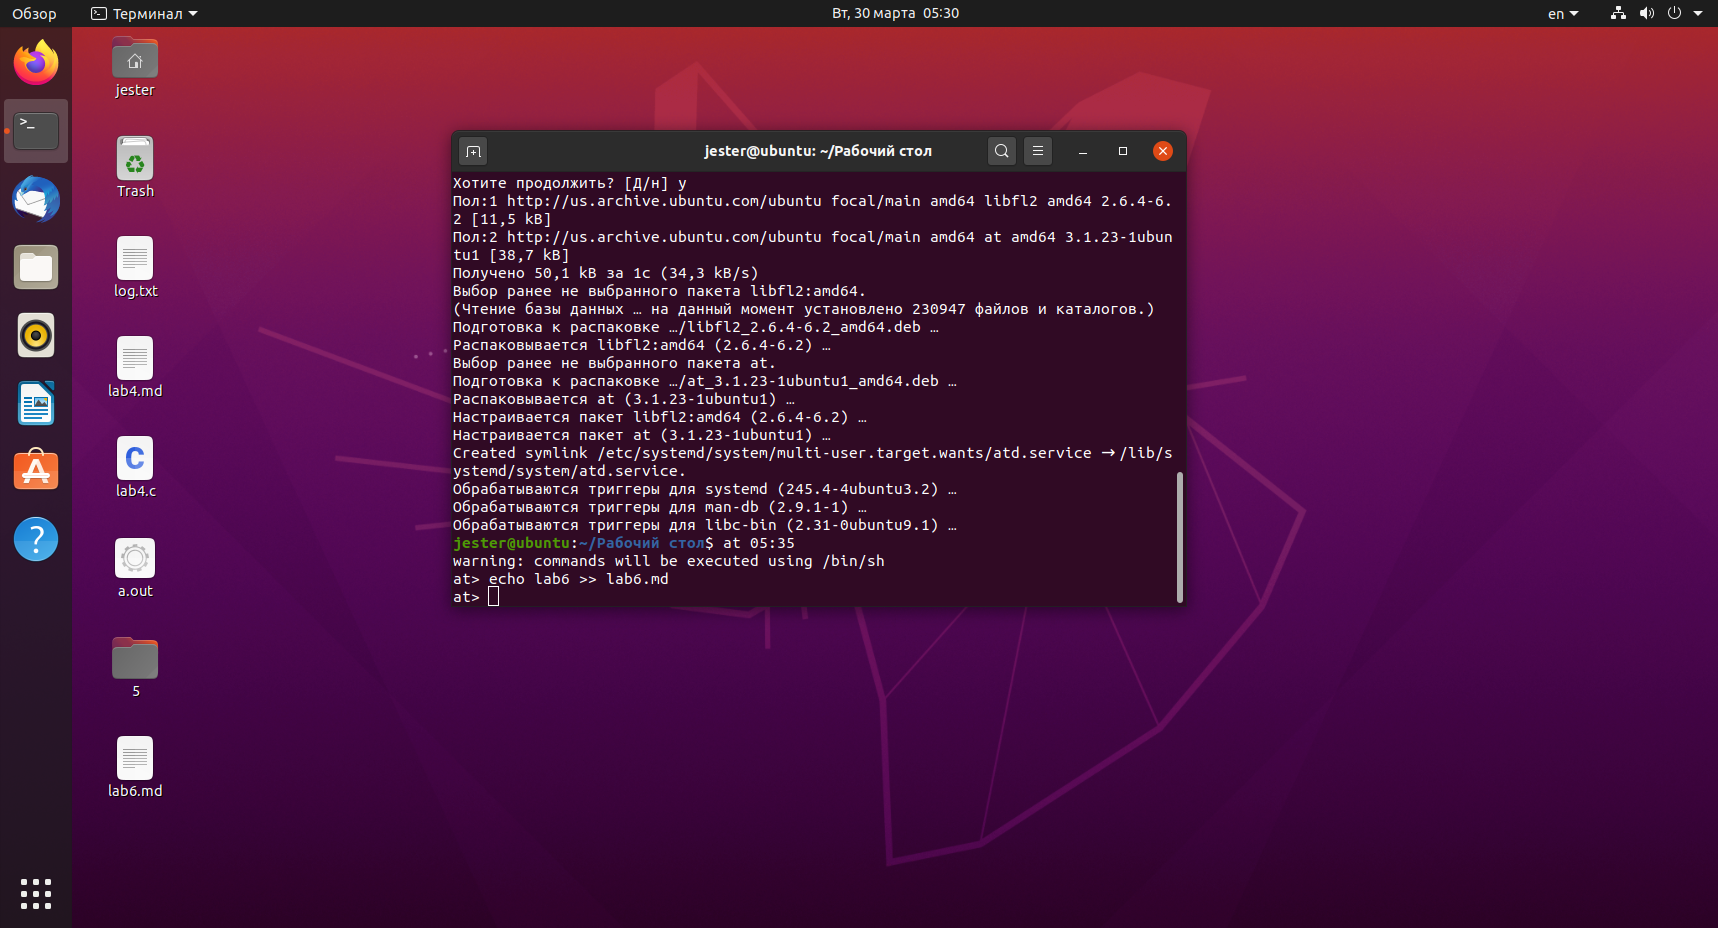 Обзор
Терминал
Вт, 30 марта 05:30
en
jester
Trash
log.txt
lab4.md
lab4.c
a.out
5
lab6.md
jester@ubuntu: ~/Рабочий стол
Хотите продолжить? [Д/н] y
Пол:1 http://us.archive.ubuntu.com/ubuntu focal/main amd64 libfl2 amd64 2.6.4-6.
2 [11,5 kB]
Пол:2 http://us.archive.ubuntu.com/ubuntu focal/main amd64 at amd64 3.1.23-1ubun
tu1 [38,7 kB]
Получено 50,1 kB за 1с (34,3 kB/s)
Выбор ранее не выбранного пакета libfl2:amd64.
(Чтение базы данных … на данный момент установлено 230947 файлов и каталогов.)
Подготовка к распаковке …/libfl2_2.6.4-6.2_amd64.deb …
Распаковывается libfl2:amd64 (2.6.4-6.2) …
Выбор ранее не выбранного пакета at.
Подготовка к распаковке …/at_3.1.23-1ubuntu1_amd64.deb …
Распаковывается at (3.1.23-1ubuntu1) …
Настраивается пакет libfl2:amd64 (2.6.4-6.2) …
Настраивается пакет at (3.1.23-1ubuntu1) …
Created symlink /etc/systemd/system/multi-user.target.wants/atd.service → /lib/s
ystemd/system/atd.service.
Обрабатываются триггеры для systemd (245.4-4ubuntu3.2) …
Обрабатываются триггеры для man-db (2.9.1-1) …
Обрабатываются триггеры для libc-bin (2.31-0ubuntu9.1) …
jester@ubuntu:~/Рабочий стол$ at 05:35
warning: commands will be executed using /bin/sh
at> echo lab6 >> lab6.md
at>